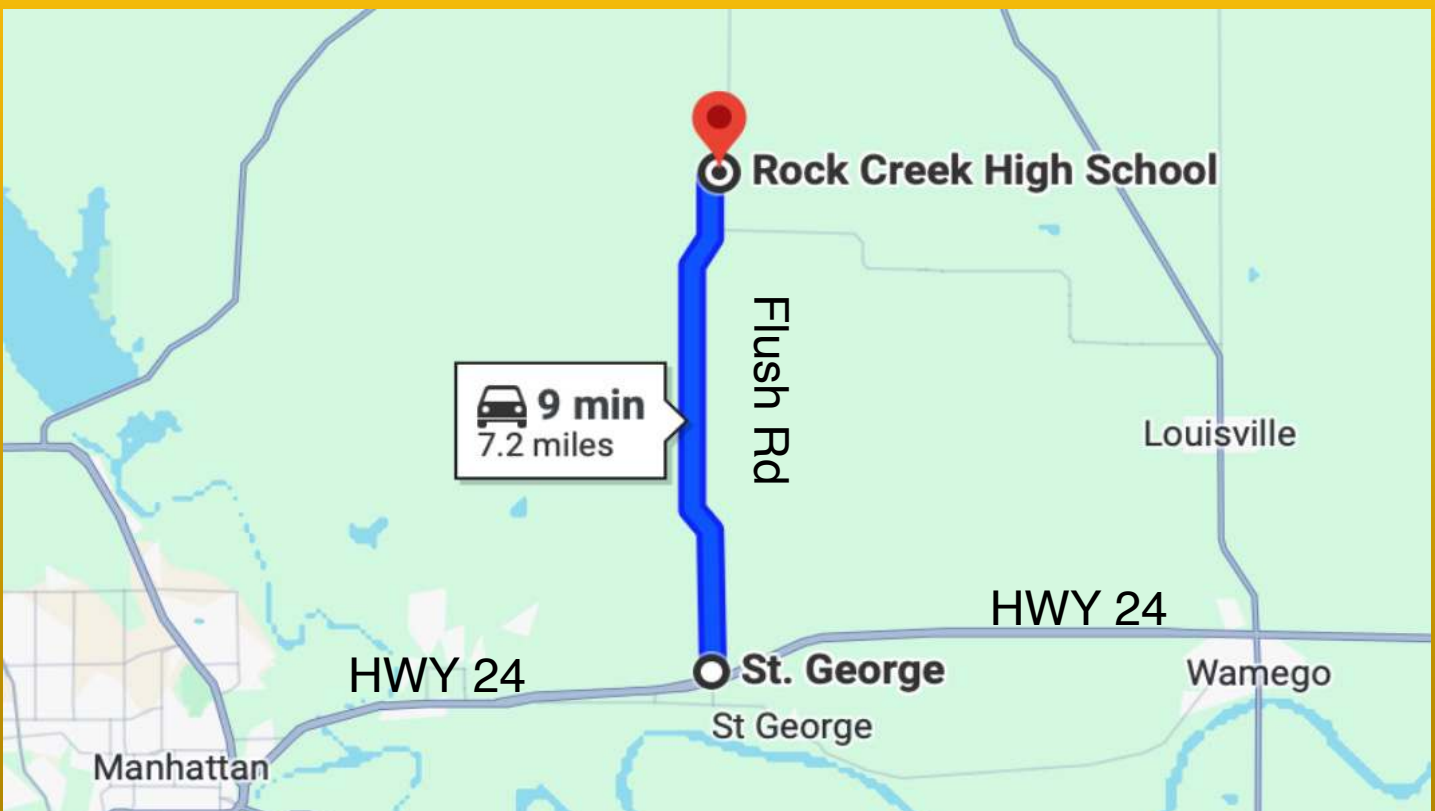 Rock Creek High School
Flush Rd
9 min
7.2 miles
Louisville
HWY 24
HWY 24
St. George
Wamego
St George
Manhattan